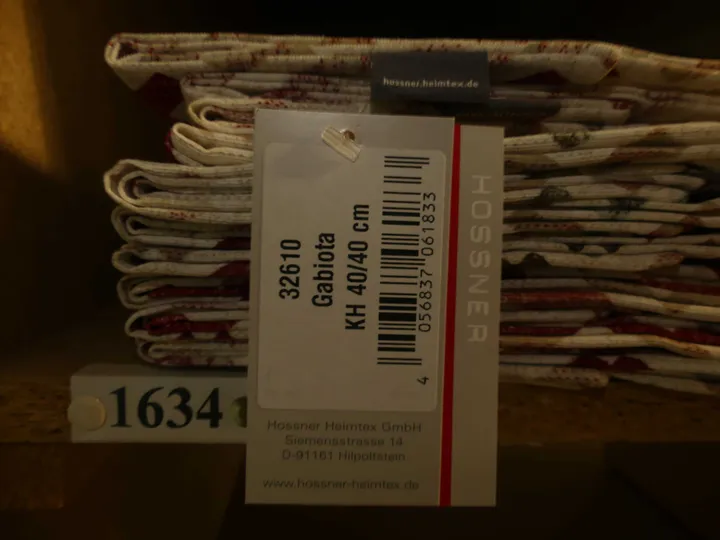 hossner.heimtex.de
HOSSNER
32610
Gabiota
KH 40/40 cm
4 056837 061833
1634
Hossner Heimtex GmbH
Siemensstrasse 14
D-91161 Hilpoltstein
www.hossner-heimtex.de